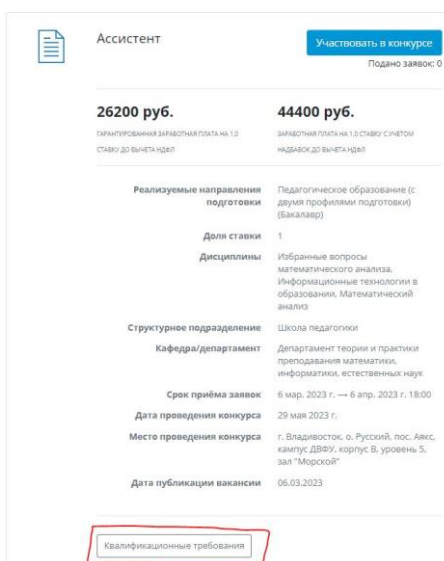 Ассистент
Участвовать в конкурсе
Подано заявок: 0
26200 руб.
ГАРАНТИРОВАННАЯ ЗАРАБОТНАЯ ПЛАТА НА 1,0
СТАВКУ ДО ВЫЧЕТА НДФЛ
44400 руб.
ЗАРАБОТНАЯ ПЛАТА НА 1,0 СТАВКУ С УЧЕТОМ
НАДБАВОК ДО ВЫЧЕТА НДФЛ
Реализуемые направления
подготовки
Педагогическое образование (с
двумя профилями подготовки)
(Бакалавр)
Доля ставки 1
Дисциплины
Избранные вопросы
математического анализа,
Информационные технологии в
образовании, Математический
анализ
Структурное подразделение Школа педагогики
Кафедра/департамент
Департамент теории и практики
преподавания математики,
информатики, естественных наук
Срок приёма заявок 6 мар. 2023 г. — 6 апр. 2023 г. 18:00
Дата проведения конкурса 29 мая 2023 г.
Место проведения конкурса
г. Владивосток, о. Русский, пос. Аякс,
кампус ДВФУ, корпус B, уровень 5,
зал "Морской"
Дата публикации вакансии 06.03.2023
Квалификационные требования